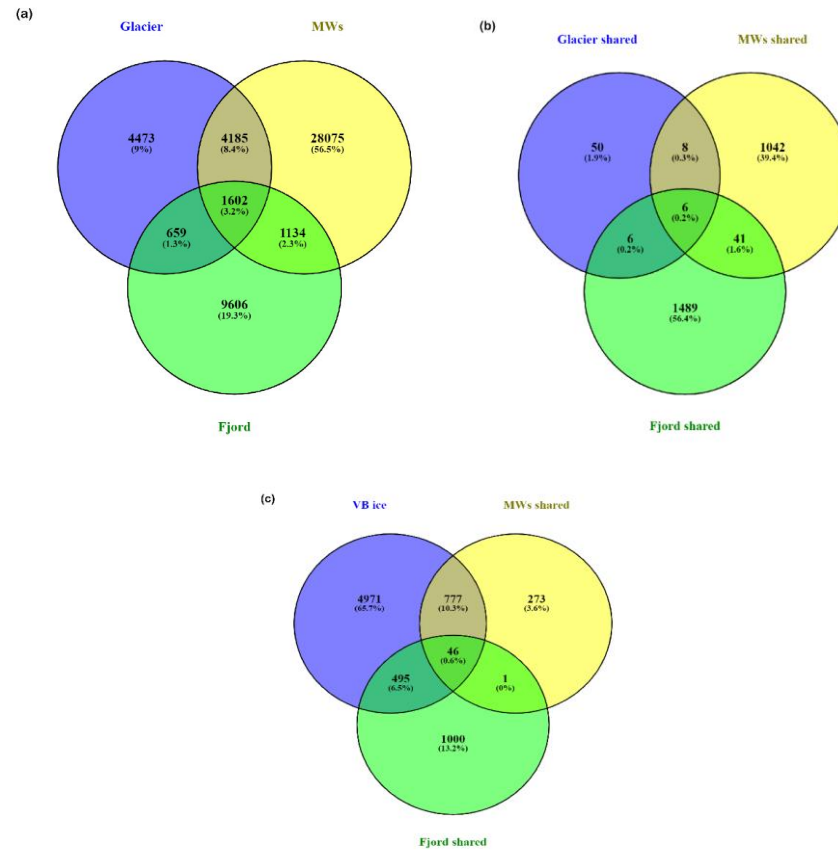 (a)
Glacier MWs
4473 4185 28075
(9%) (8.4%) (56.5%)
1602
(3.2%)
659 1134
(1.3%) (2.3%)
9606
(19.3%)
Fjord
(b)
Glacier shared MWs shared
50 8 1042
(1.9%) (0.3%) (39.4%)
6
(0.2%)
6 41
(0.2%) (1.6%)
1489
(56.4%)
Fjord shared
(c)
VB ice MWs shared
4971 777 273
(65.7%) (10.3%) (3.6%)
46
(0.6%)
495 1
(6.5%) (0%)
1000
(13.2%)
Fjord shared